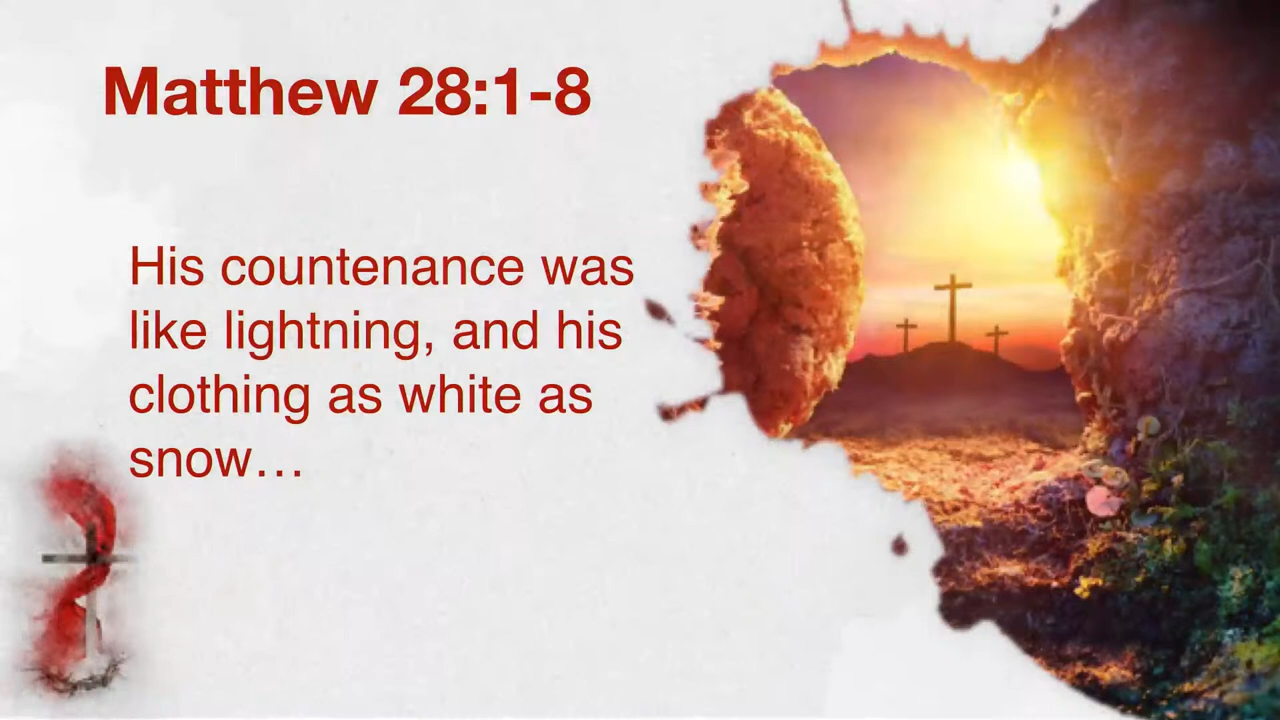 Matthew 28:1-8
His countenance was
like lightning, and his
clothing as white as
snow…